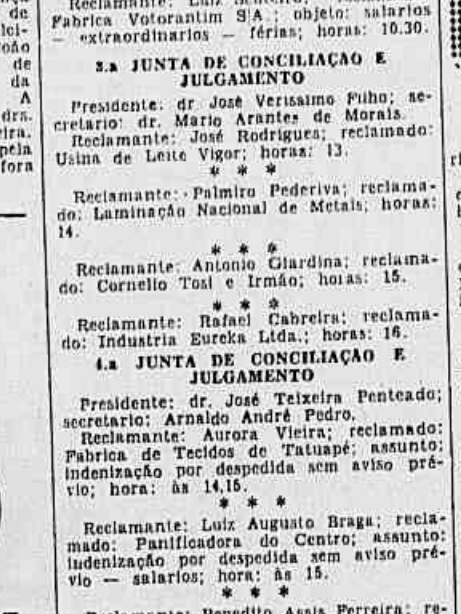 de
Fabrica Votorantim S|A ; objeto: salarios
— extraordinarios — férias; horas: 10.30.
3.a JUNTA DE CONCILIAÇÃO E
JULGAMENTO
Presidente: dr. José Verissimo Filho; se-
cretario: dr. Mario Arantes de Morais.
Reclamante: José Rodrigues; reclamado:
Usina de Leite Vigor; horas: 13.
* * *
Reclamante: Palmiro Pederiva; reclama-
do: Laminação Nacional de Metais; horas:
14.
* * *
Reclamante: Antonio Giardina; reclama-
do: Cornelio Tosi e Irmão; horas: 15.
* * *
Reclamante: Rafael Cabreira; reclama-
do: Industria Eureka Ltda.; horas: 16.
4.a JUNTA DE CONCILIAÇÃO E
JULGAMENTO
Presidente: dr. José Teixeira Penteado;
secretario: Arnaldo André Pedro.
Reclamante: Aurora Vieira; reclamado:
Fabrica de Tecidos de Tatuapé; assunto:
indenização por despedida sem aviso pré-
vio; hora: às 14,15.
* * *
Reclamante: Luiz Augusto Braga; recla-
mado: Panificadora do Centro; assunto:
indenização por despedida sem aviso pré-
vio — salarios; hora: às 15.
* * *
Reclamante: Benedito Assis Ferreira; re-
de
da
A
drs.
pela
fora